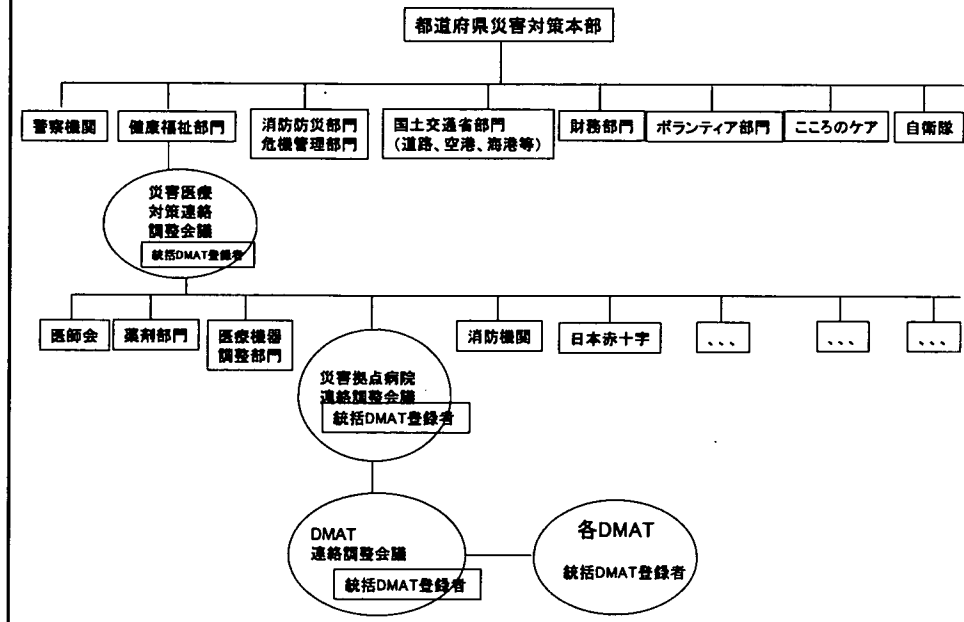 都道府県災害対策本部
警察機関
健康福祉部門
消防防災部門
危機管理部門
国土交通省部門
(道路、空港、海港等)
財務部門
ボランティア部門
こころのケア
自衛隊
災害医療
対策連絡
調整会議
統括DMAT登録者
医師会
薬剤部門
医療機器
調整部門
消防機関
日本赤十字
、、、
、、、
、、、
災害拠点病院
連絡調整会議
統括DMAT登録者
DMAT
連絡調整会議
統括DMAT登録者
各DMAT
統括DMAT登録者